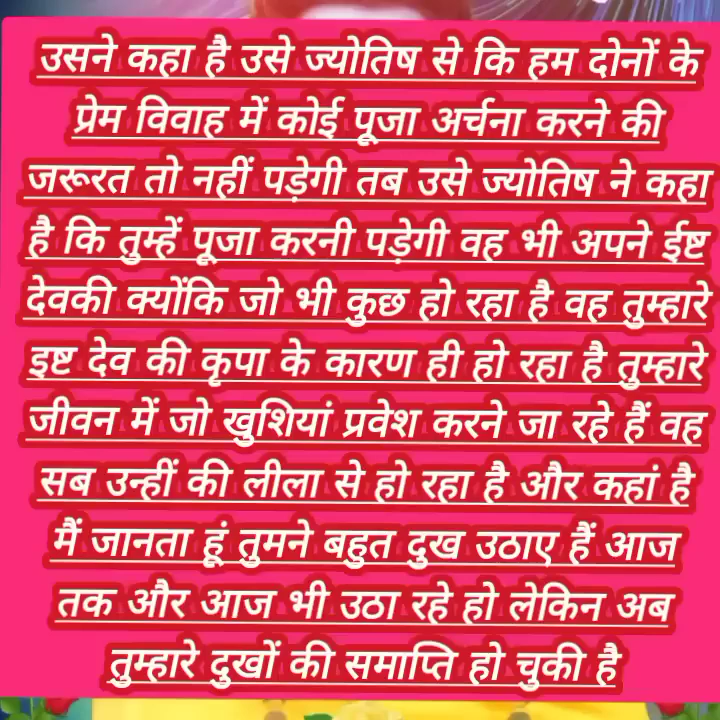 उसने कहा है उसे ज्योतिष से कि हम दोनों के
प्रेम विवाह में कोई पूजा अर्चना करने की
जरूरत तो नहीं पड़ेगी तब उसे ज्योतिष ने कहा
है कि तुम्हें पूजा करनी पड़ेगी वह भी अपने ईष्ट
देवकी क्योंकि जो भी कुछ हो रहा है वह तुम्हारे
इष्ट देव की कृपा के कारण ही हो रहा है तुम्हारे
जीवन में जो खुशियां प्रवेश करने जा रहे हैं वह
सब उन्हीं की लीला से हो रहा है और कहां है
मैं जानता हूं तुमने बहुत दुख उठाए हैं आज
तक और आज भी उठा रहे हो लेकिन अब
तुम्हारे दुखों की समाप्ति हो चुकी है